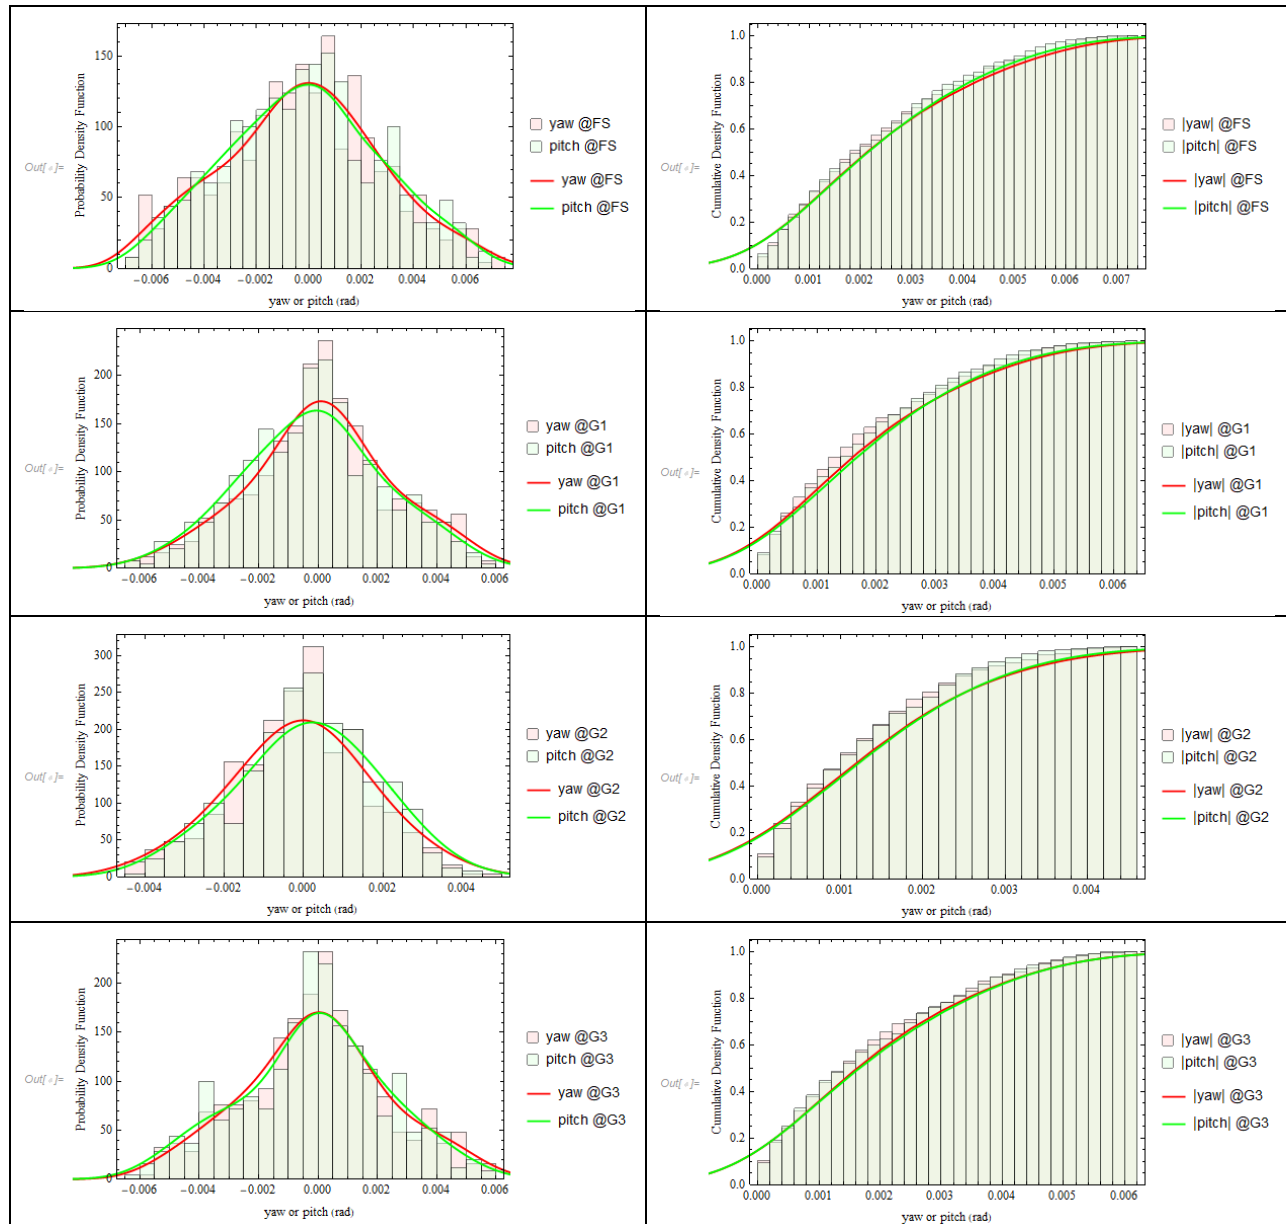 Out[ ]=
Probability Density Function
150
100
50
0
−0.006 −0.004 −0.002 0.000 0.002 0.004 0.006
yaw or pitch (rad)
yaw @FS
pitch @FS
yaw @FS
pitch @FS
Out[ ]=
Cumulative Density Function
1.0
0.8
0.6
0.4
0.2
0.0
0.000 0.001 0.002 0.003 0.004 0.005 0.006 0.007
yaw or pitch (rad)
|yaw| @FS
|pitch| @FS
|yaw| @FS
|pitch| @FS
Out[ ]=
Probability Density Function
200
150
100
50
0
−0.006 −0.004 −0.002 0.000 0.002 0.004 0.006
yaw or pitch (rad)
yaw @G1
pitch @G1
yaw @G1
pitch @G1
Out[ ]=
Cumulative Density Function
1.0
0.8
0.6
0.4
0.2
0.0
0.000 0.001 0.002 0.003 0.004 0.005 0.006
yaw or pitch (rad)
|yaw| @G1
|pitch| @G1
|yaw| @G1
|pitch| @G1
Out[ ]=
Probability Density Function
300
250
200
150
100
50
0
−0.004 −0.002 0.000 0.002 0.004
yaw or pitch (rad)
yaw @G2
pitch @G2
yaw @G2
pitch @G2
Out[ ]=
Cumulative Density Function
1.0
0.8
0.6
0.4
0.2
0.0
0.000 0.001 0.002 0.003 0.004
yaw or pitch (rad)
|yaw| @G2
|pitch| @G2
|yaw| @G2
|pitch| @G2
Out[ ]=
Probability Density Function
200
150
100
50
0
−0.006 −0.004 −0.002 0.000 0.002 0.004 0.006
yaw or pitch (rad)
yaw @G3
pitch @G3
yaw @G3
pitch @G3
Out[ ]=
Cumulative Density Function
1.0
0.8
0.6
0.4
0.2
0.0
0.000 0.001 0.002 0.003 0.004 0.005 0.006
yaw or pitch (rad)
|yaw| @G3
|pitch| @G3
|yaw| @G3
|pitch| @G3